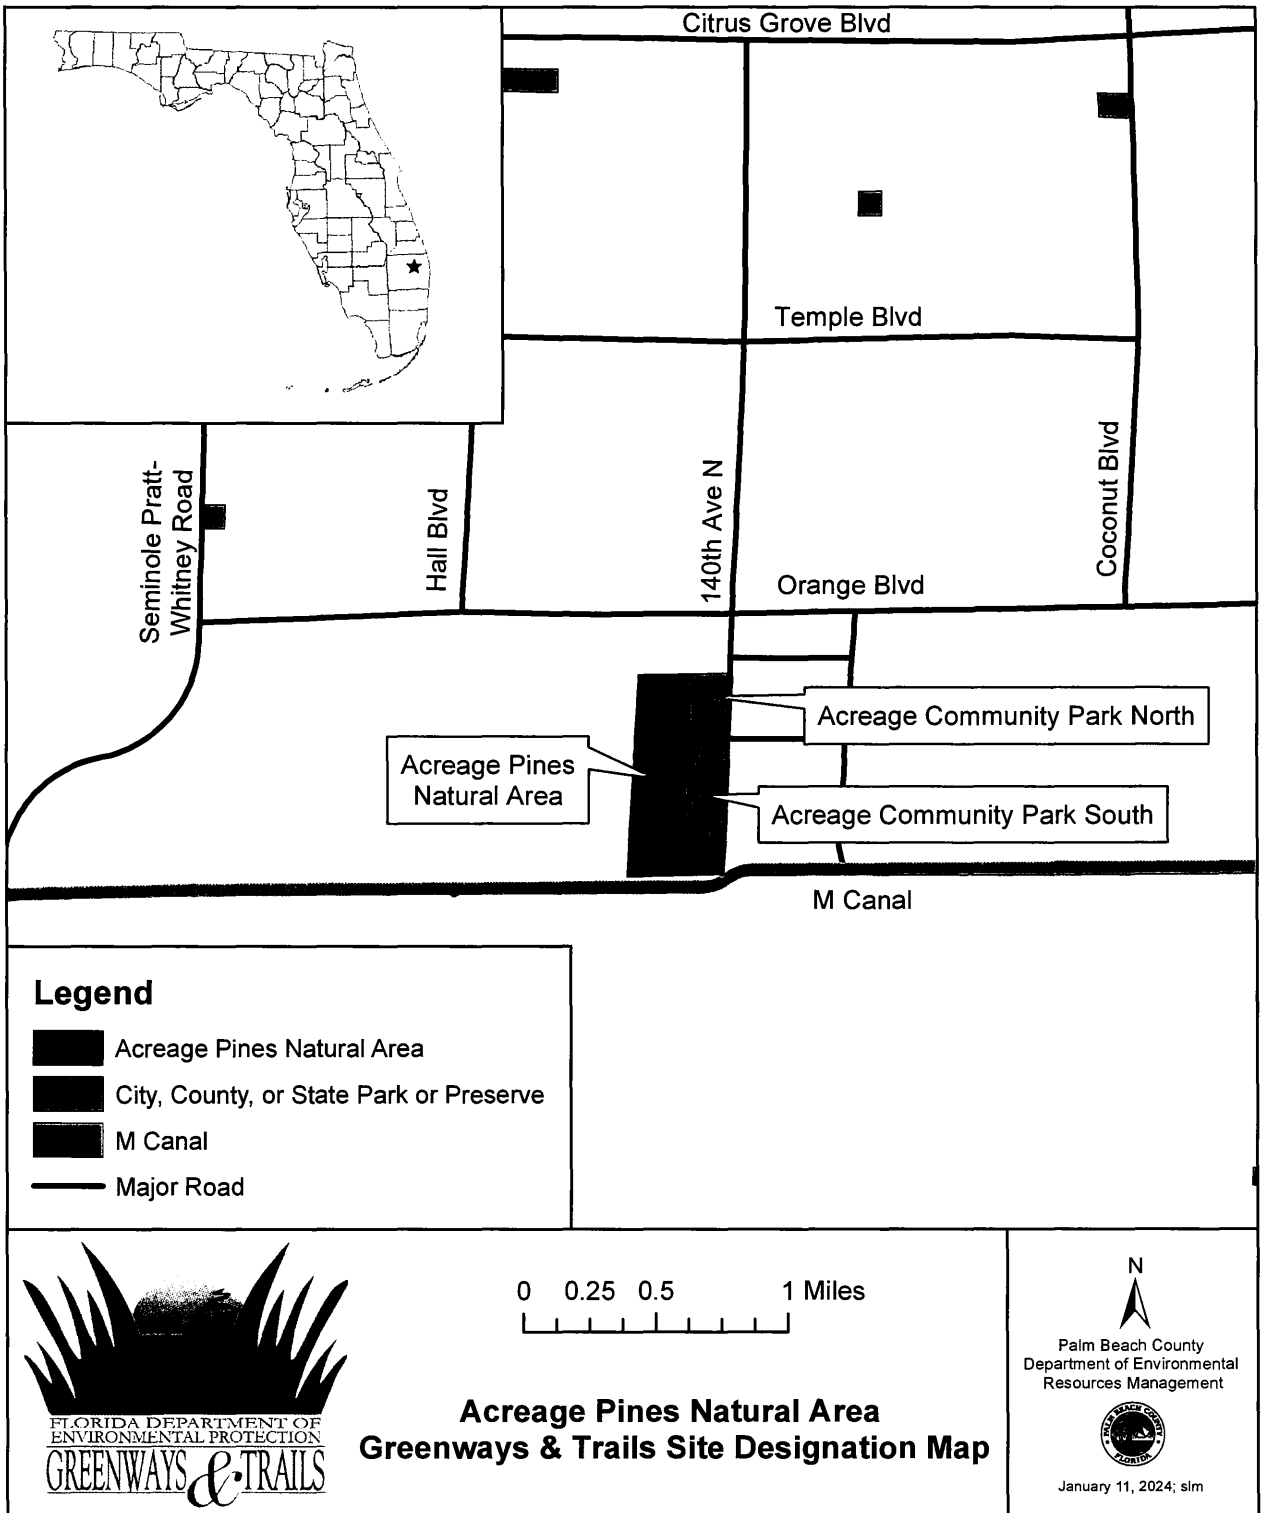 Citrus Grove Blvd
Temple Blvd
Seminole Pratt-
Whitney Road
Hall Blvd
140th Ave N
Coconut Blvd
Orange Blvd
Acreage Community Park North
Acreage Pines
Natural Area
Acreage Community Park South
M Canal
Legend
Acreage Pines Natural Area
City, County, or State Park or Preserve
M Canal
Major Road
FLORIDA DEPARTMENT OF
ENVIRONMENTAL PROTECTION
GREENWAYS & TRAILS
0 0.25 0.5 1 Miles
Acreage Pines Natural Area
Greenways & Trails Site Designation Map
N
Palm Beach County
Department of Environmental
Resources Management
PALM BEACH COUNTY
FLORIDA
January 11, 2024; slm